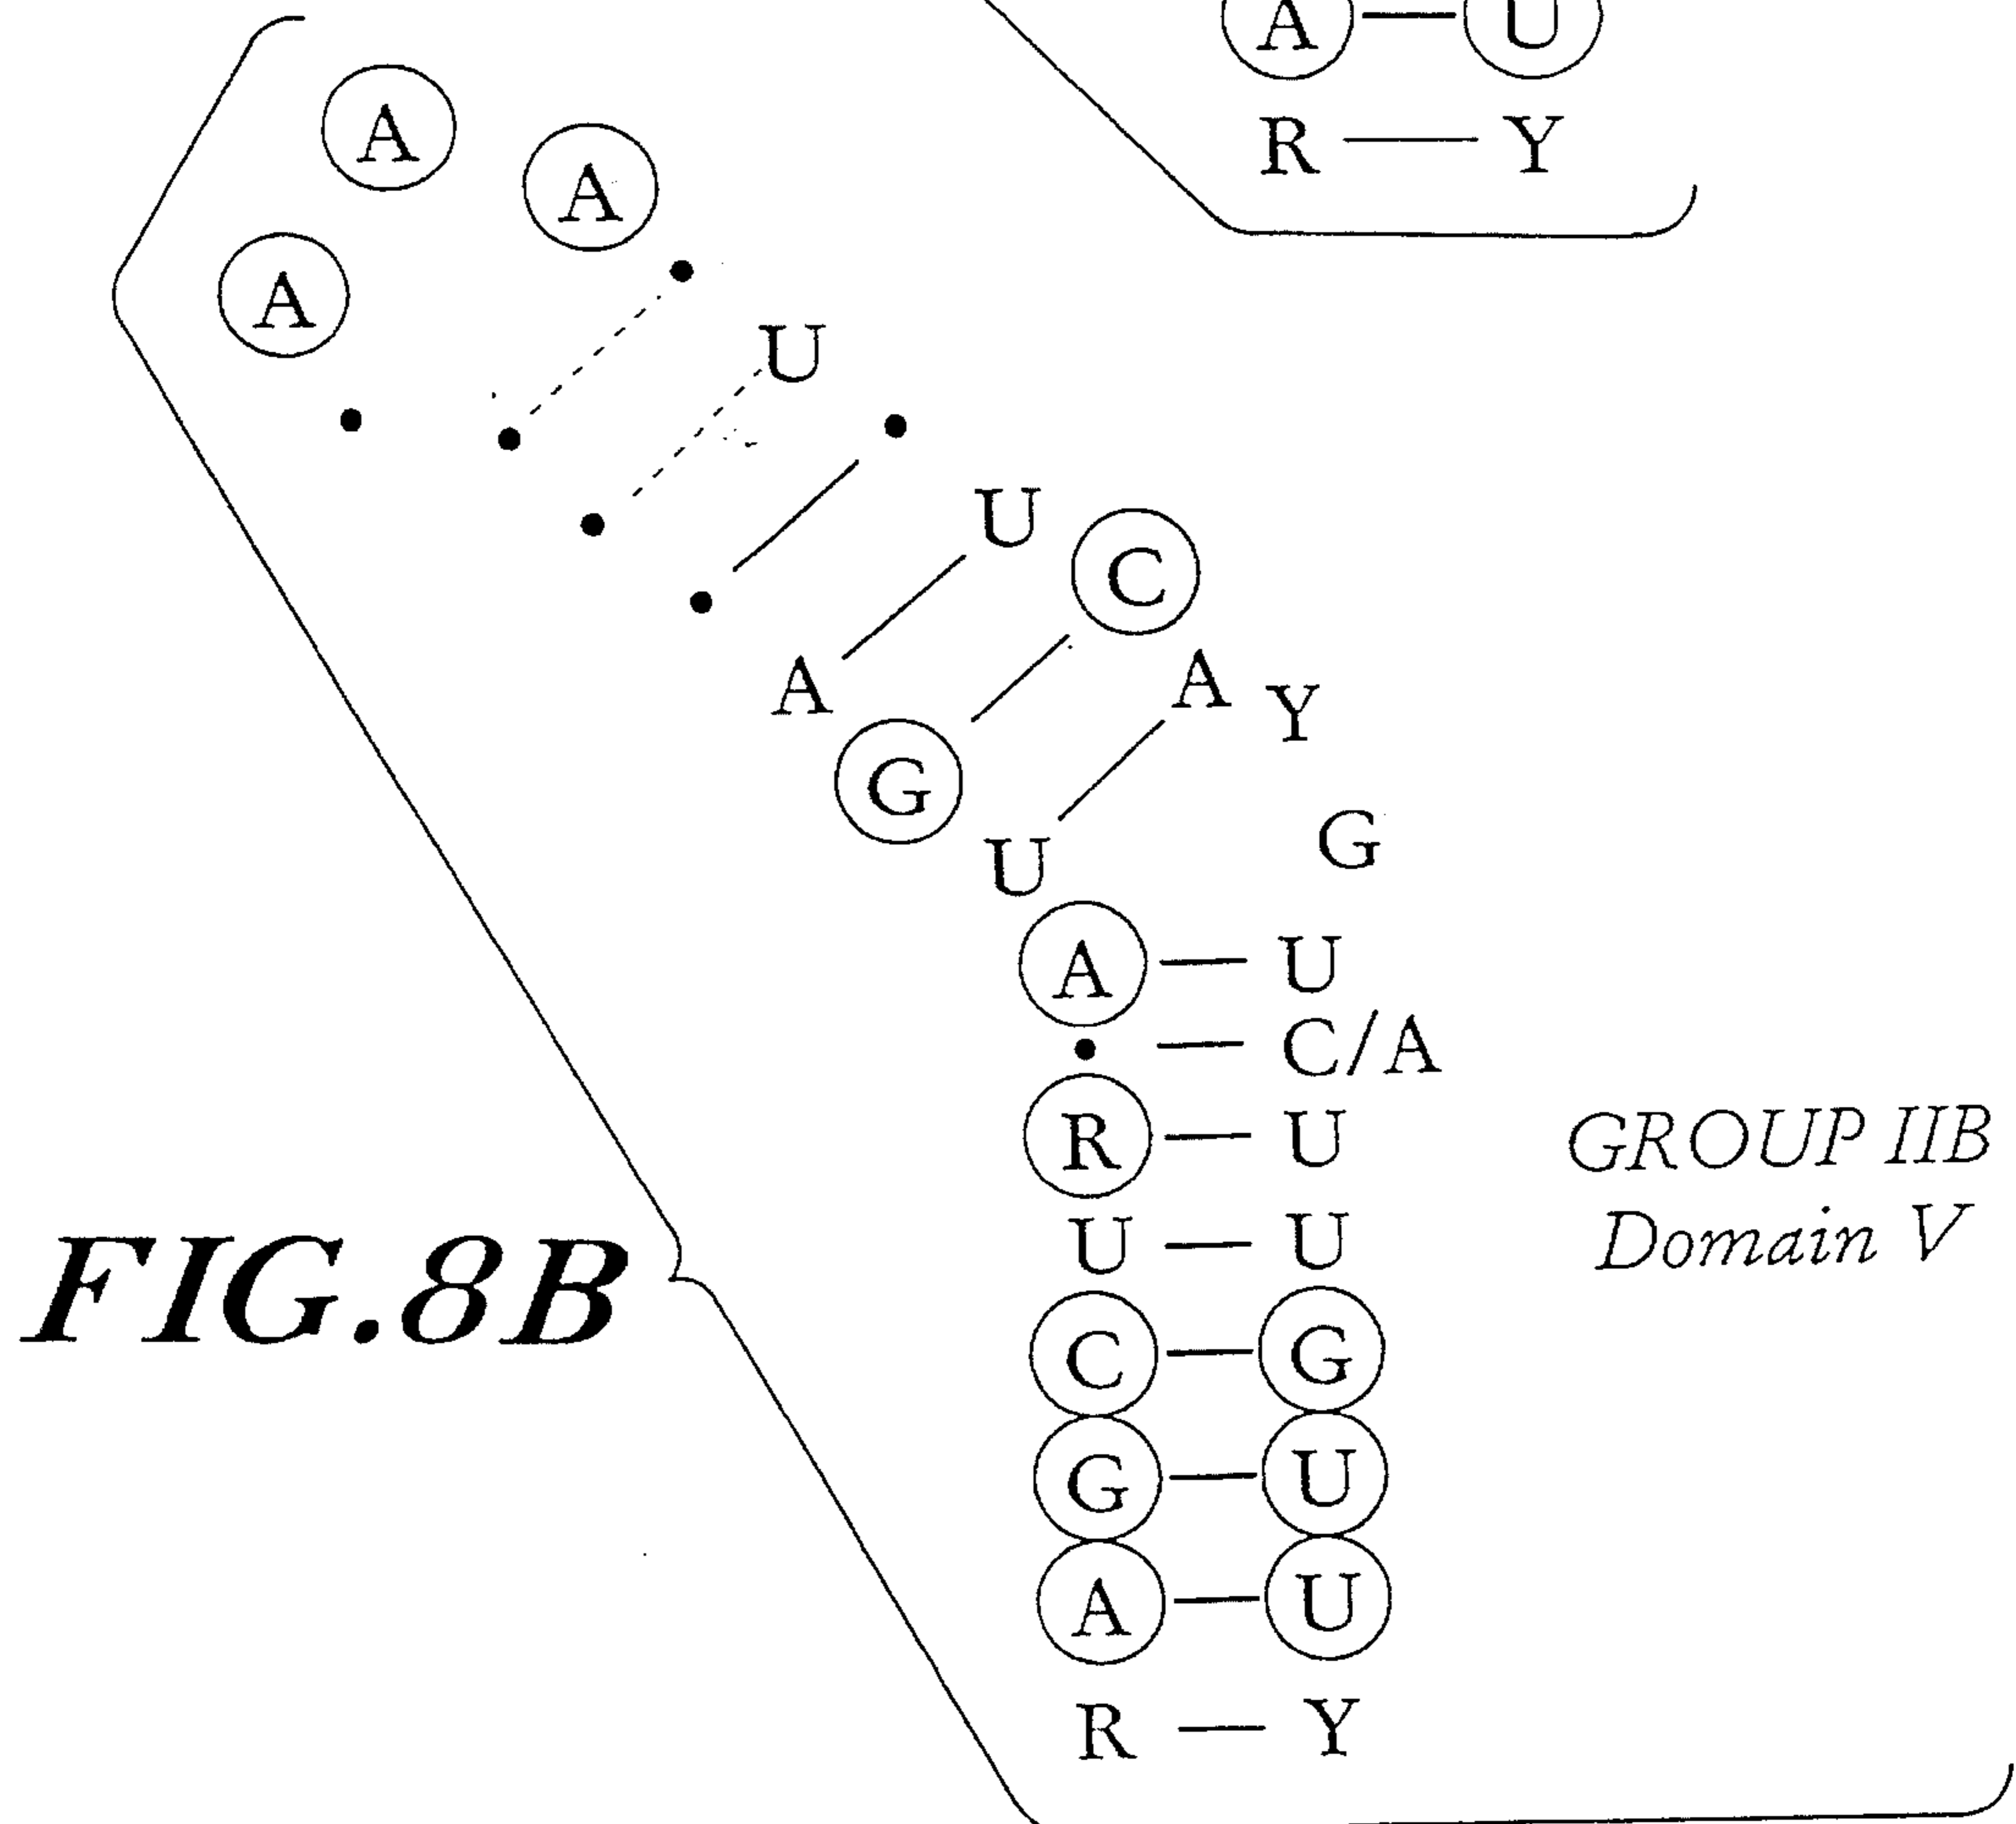 A — U
R — Y
A
A
A
U
U
C
A
A Y
G
G
U
A — U
• — C/A
R — U
GROUP IIB
U — U
Domain V
FIG.8B
C — G
G — U
A — U
R — Y